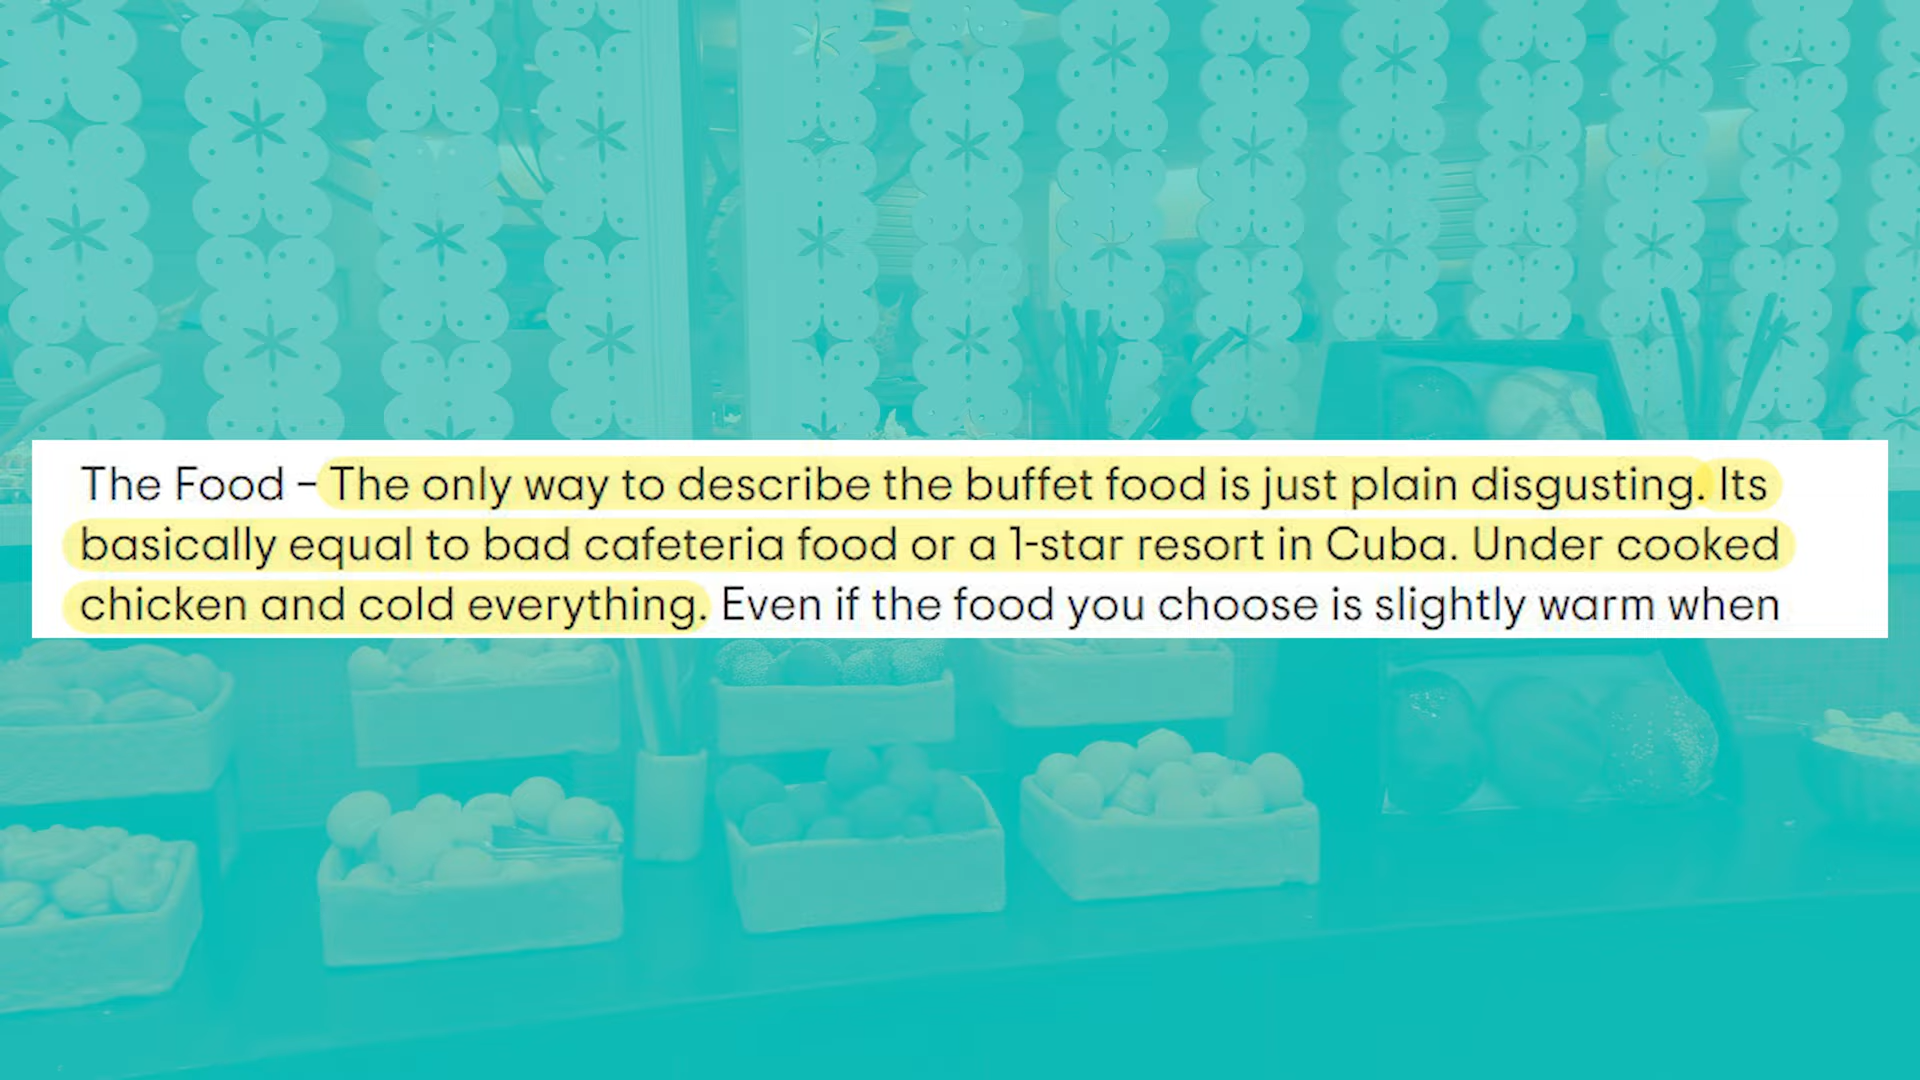 The Food – The only way to describe the buffet food is just plain disgusting. Its
basically equal to bad cafeteria food or a 1-star resort in Cuba. Under cooked
chicken and cold everything. Even if the food you choose is slightly warm when